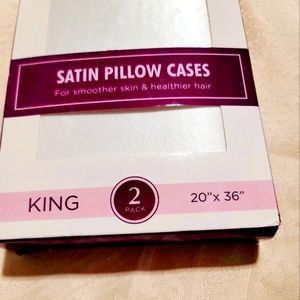 SATIN PILLOW CASES
For smoother skin & healthier hair
KING
2
PACK
20" x 36"